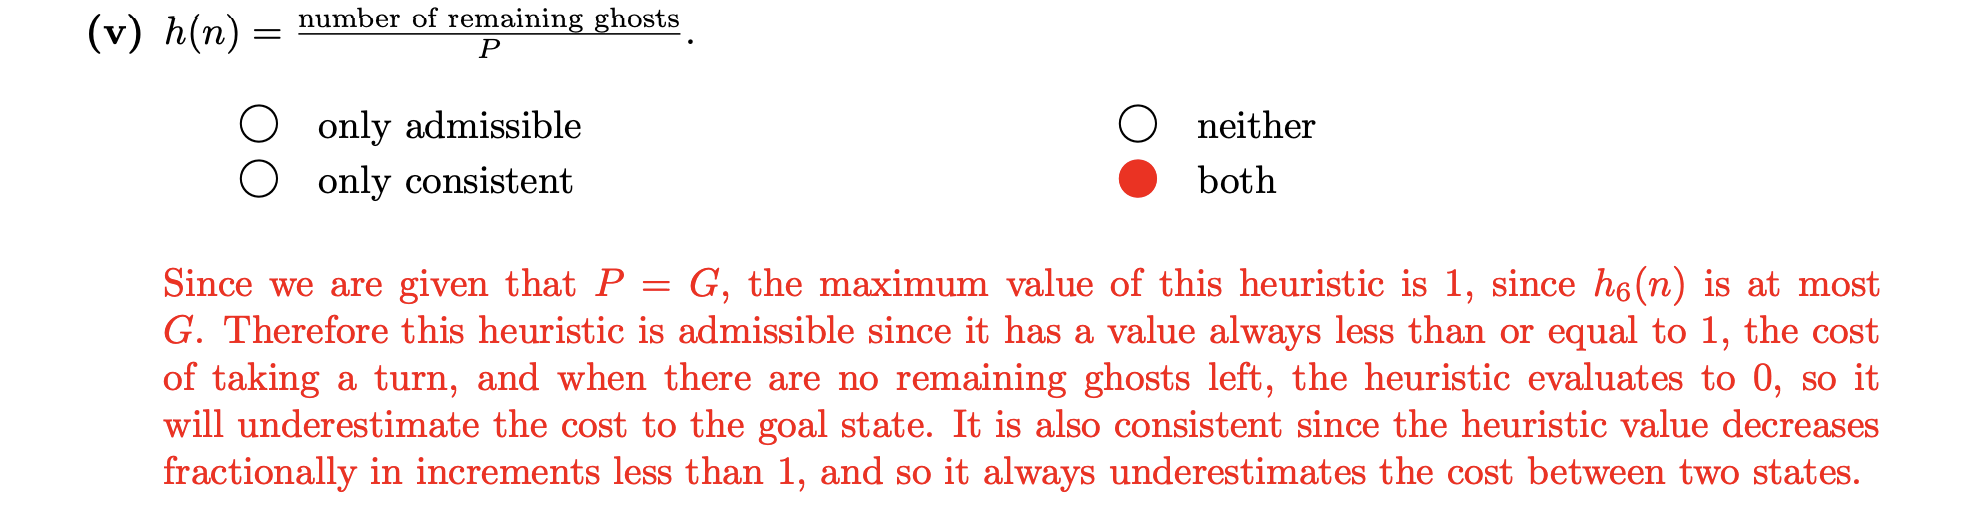 (v) h(n) = number of remaining ghosts / P .
only admissible
neither
only consistent
both
Since we are given that P = G, the maximum value of this heuristic is 1, since h₆(n) is at most
G. Therefore this heuristic is admissible since it has a value always less than or equal to 1, the cost
of taking a turn, and when there are no remaining ghosts left, the heuristic evaluates to 0, so it
will underestimate the cost to the goal state. It is also consistent since the heuristic value decreases
fractionally in increments less than 1, and so it always underestimates the cost between two states.